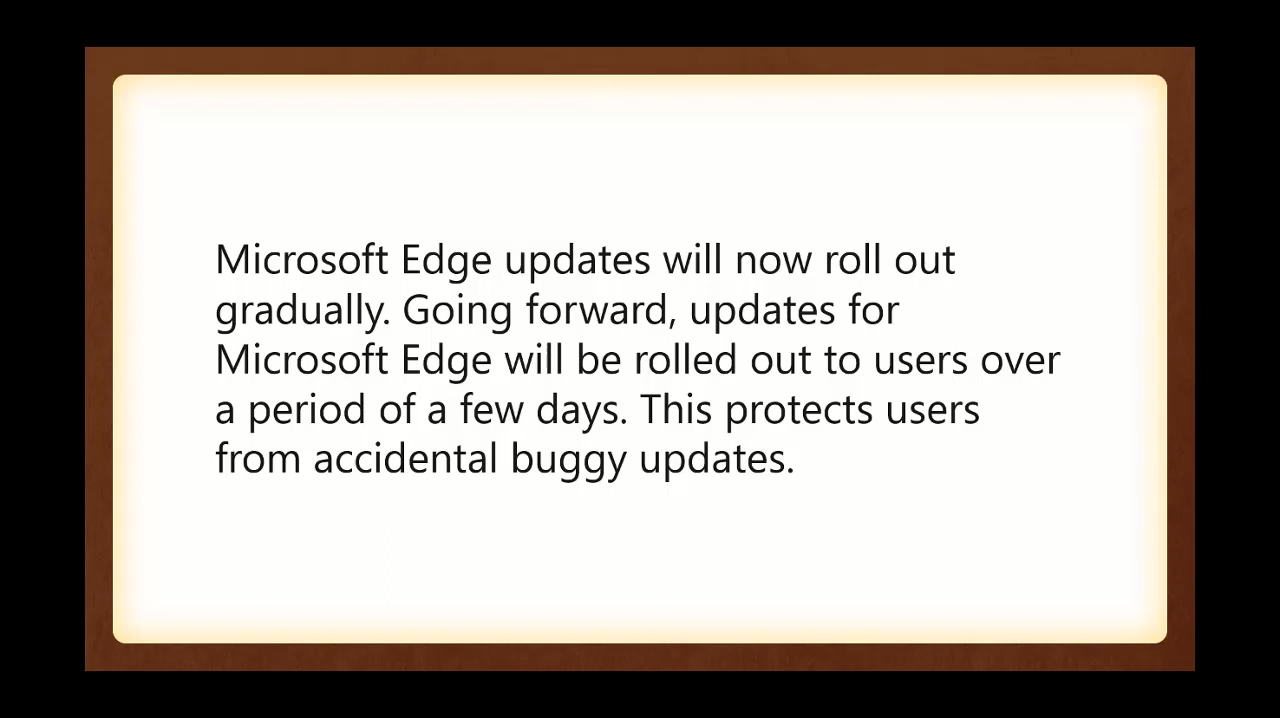 Microsoft Edge updates will now roll out
gradually. Going forward, updates for
Microsoft Edge will be rolled out to users over
a period of a few days. This protects users
from accidental buggy updates.